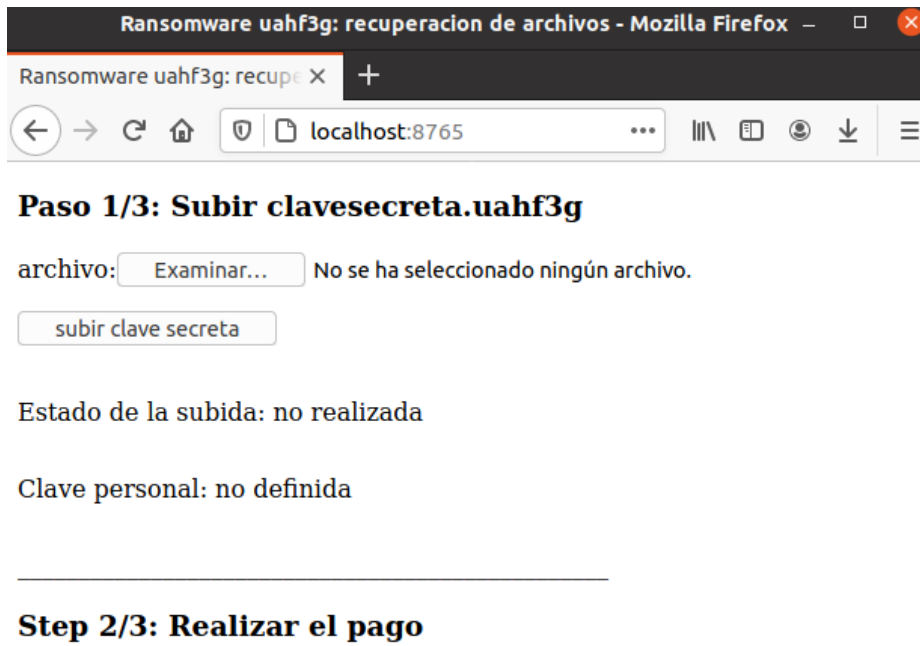 Ransomware uahf3g: recuperacion de archivos - Mozilla Firefox
Ransomware uahf3g: recupe
localhost:8765
Paso 1/3: Subir clavesecreta.uahf3g
archivo: Examinar... No se ha seleccionado ningún archivo.
subir clave secreta
Estado de la subida: no realizada
Clave personal: no definida
Step 2/3: Realizar el pago